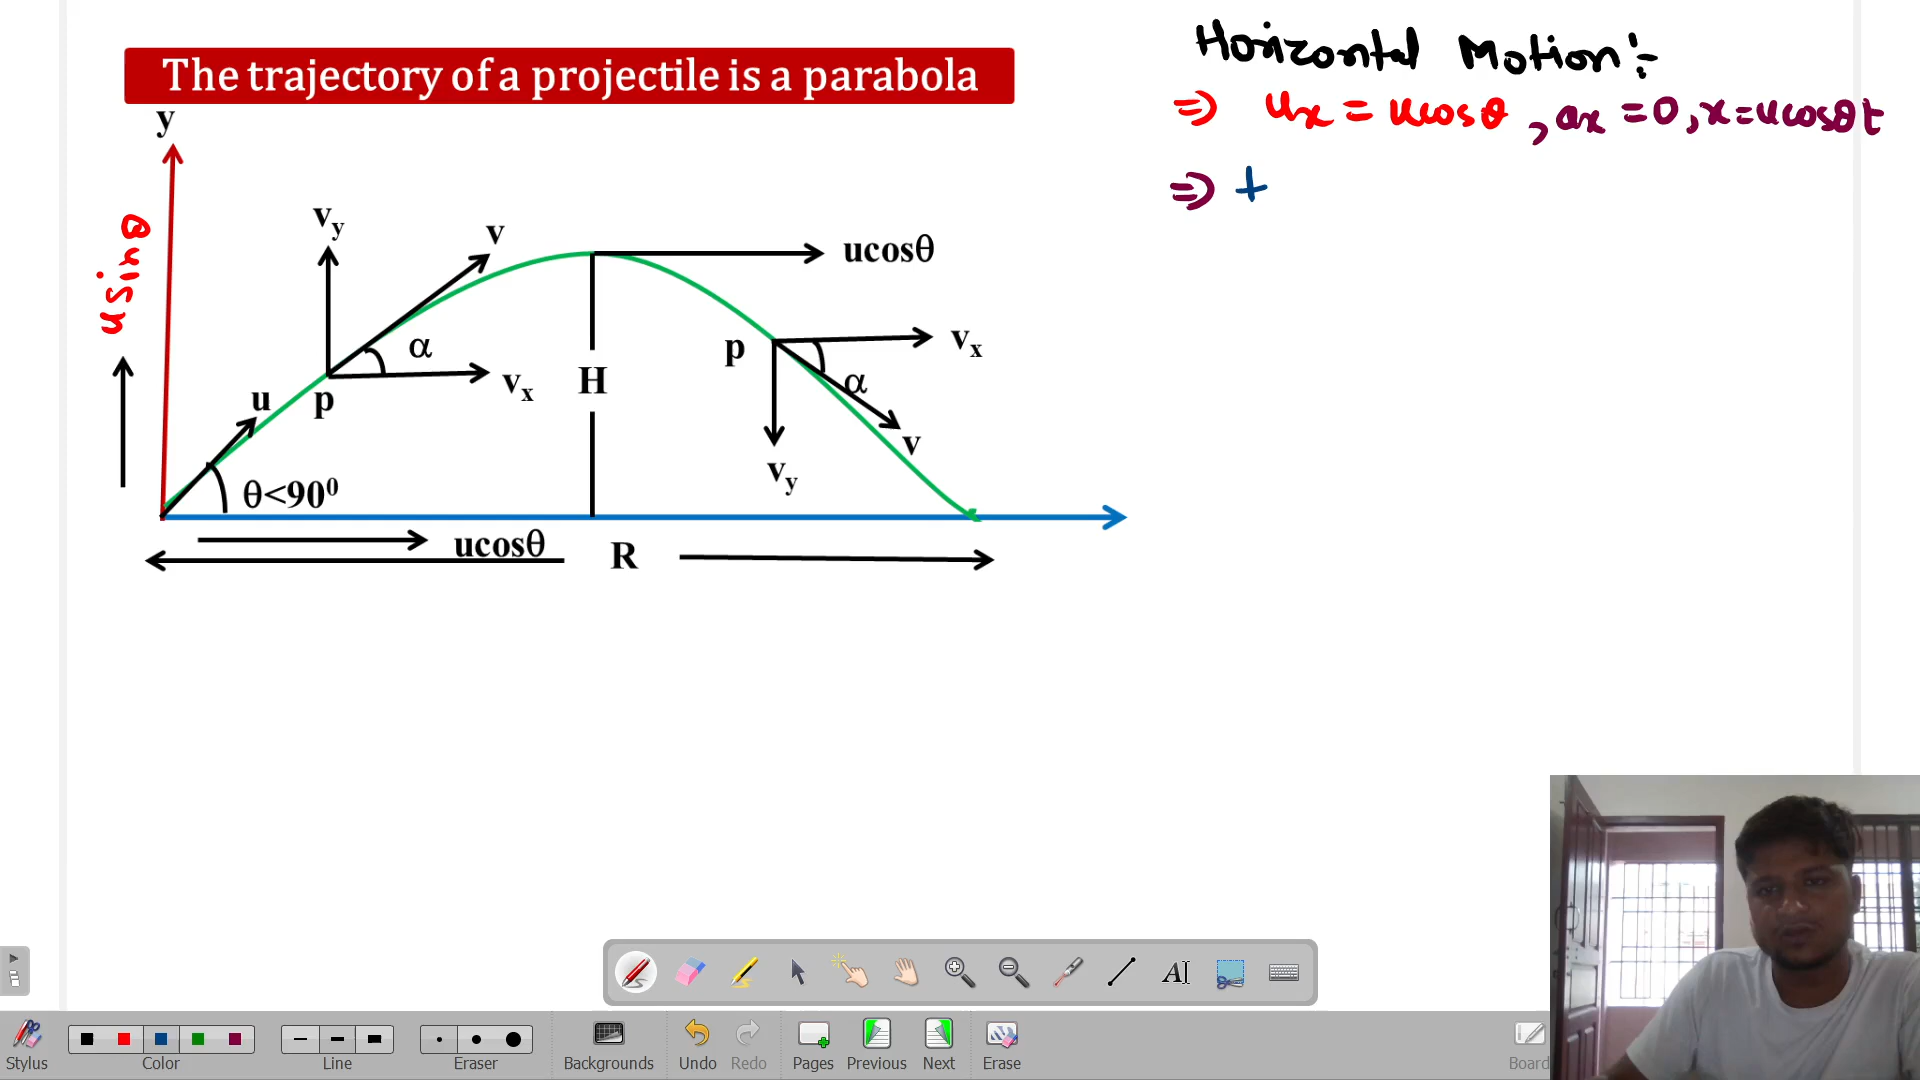 The trajectory of a projectile is a parabola
Horizontal Motion:-
⇒ ux = ucosθ, ax = 0, x = ucosθt
⇒ t
y
usinθ
vy
v
ucosθ
α
vx
p
vx
H
α
u
p
v
vy
θ<90⁰
ucosθ
R
Stylus
Color
Line
Eraser
Backgrounds
Undo
Redo
Pages
Previous
Next
Erase
Board